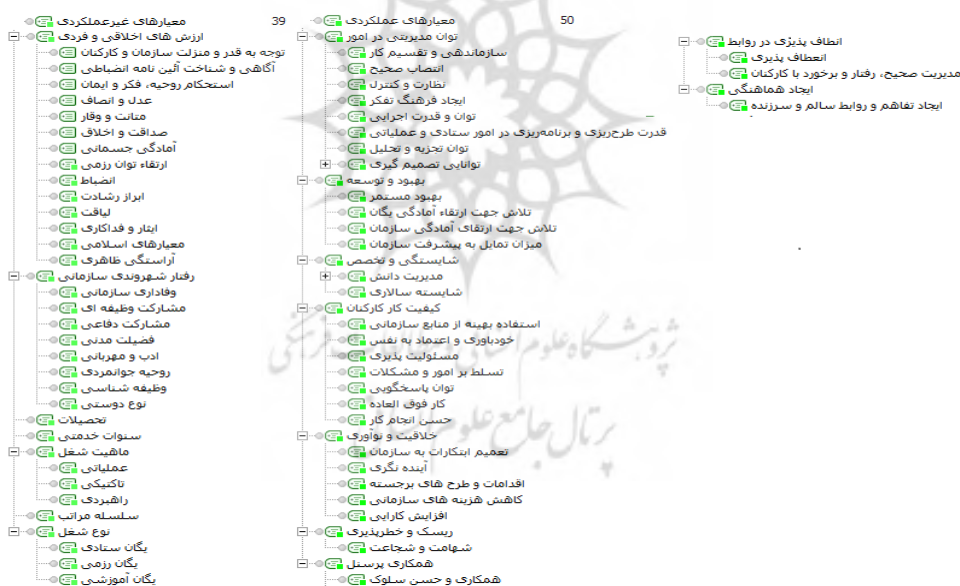 معیارهای غیرعملکردی 39
ارزش های اخلاقی و فردی
توجه به قدر و منزلت سازمان و کارکنان
آگاهی و شناخت آئین نامه انضباطی
استحکام روحیه، فکر و ایمان
عدل و انصاف
متانت و وقار
صداقت و اخلاق
آمادگی جسمانی
ارتقاء توان رزمی
انضباط
ابراز رشادت
لیاقت
ایثار و فداکاری
معیارهای اسلامی
آراستگی ظاهری
رفتار شهروندی سازمانی
وفاداری سازمانی
مشارکت وظیفه ای
مشارکت دفاعی
فضیلت مدنی
ادب و مهربانی
روحیه جوانمردی
وظیفه شناسی
نوع دوستی
تحصیلات
سنوات خدمتی
ماهیت شغل
عملیاتی
تاکتیکی
راهبردی
سلسله مراتب
نوع شغل
یگان ستادی
یگان رزمی
یگان آموزشی
معیارهای عملکردی 50
توان مدیریتی در امور
سازماندهی و تقسیم کار
انتصاب صحیح
نظارت و کنترل
ایجاد فرهنگ تفکر
توان و قدرت اجرایی
قدرت طرح‌ریزی و برنامه‌ریزی در امور ستادی و عملیاتی
توان تجزیه و تحلیل
توانایی تصمیم گیری
بهبود و توسعه
بهبود مستمر
تلاش جهت ارتقاء آمادگی یگان
تلاش جهت ارتقای آمادگی سازمان
میزان تمایل به پیشرفت سازمان
شایستگی و تخصص
مدیریت دانش
شایسته سالاری
کیفیت کار کارکنان
استفاده بهینه از منابع سازمانی
خودباوری و اعتماد به نفس
مسئولیت پذیری
تسلط بر امور و مشکلات
توان پاسخگویی
کار فوق العاده
حسن انجام کار
خلاقیت و نوآوری
تعمیم ابتکارات به سازمان
آینده نگری
اقدامات و طرح های برجسته
کاهش هزینه های سازمانی
افزایش کارایی
ریسک و خطرپذیری
شهامت و شجاعت
همکاری پرسنل
همکاری و حسن سلوک
انطاف پذیری در روابط
انعطاف پذیری
مدیریت صحیح، رفتار و برخورد با کارکنان
ایجاد هماهنگی
ایجاد تفاهم و روابط سالم و سرزنده
پژوهشگاه علوم انسانی و مطالعات فرهنگی
پرتال جامع علوم انسانی